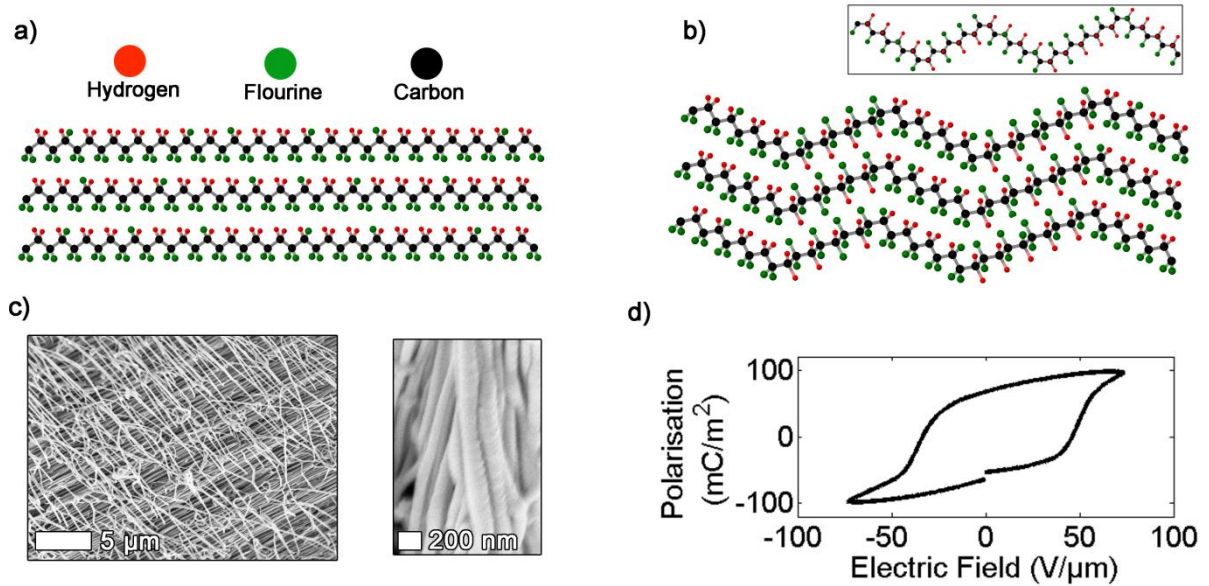 a)
Hydrogen
Flourine
Carbon
b)
c)
5 µm
200 nm
d)
Polarisation
(mC/m²)
100
0
-100
-100
-50
0
50
100
Electric Field (V/µm)